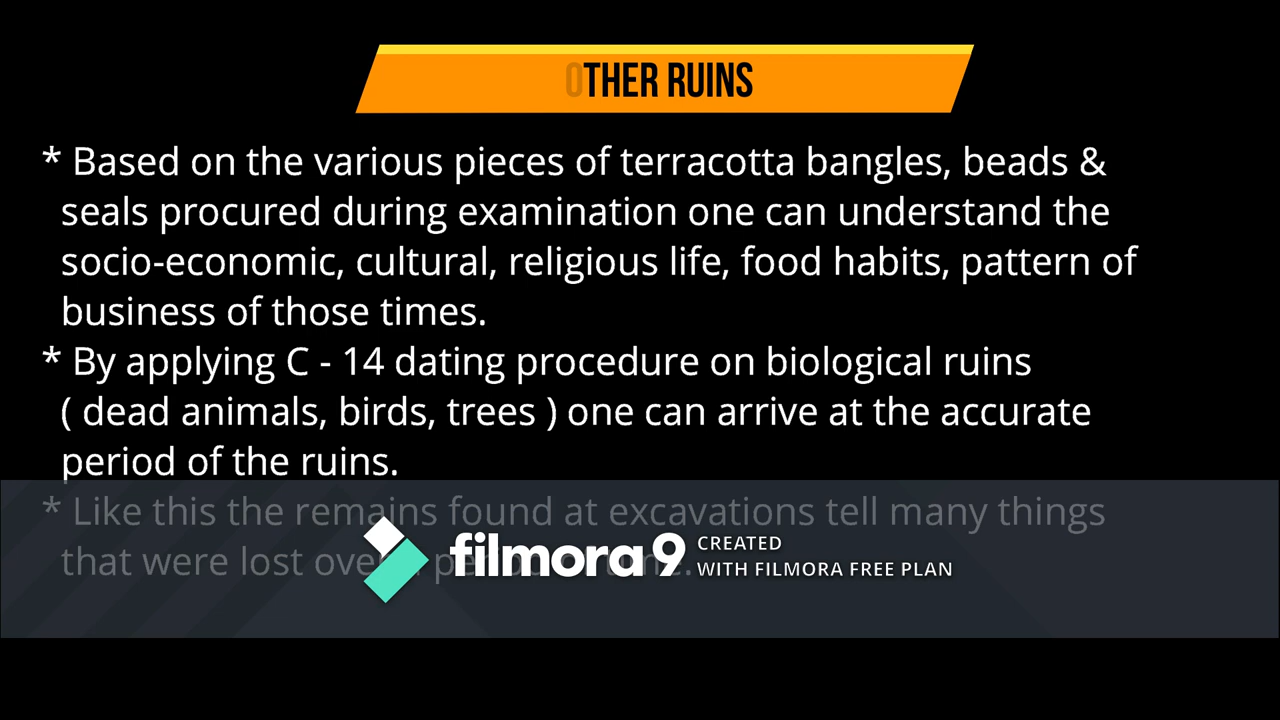 OTHER RUINS
* Based on the various pieces of terracotta bangles, beads &
seals procured during examination one can understand the
socio-economic, cultural, religious life, food habits, pattern of
business of those times.
* By applying C - 14 dating procedure on biological ruins
( dead animals, birds, trees ) one can arrive at the accurate
period of the ruins.
* Like this the remains found at excavations tell many things
that were lost over
filmora 9
CREATED
WITH FILMORA FREE PLAN